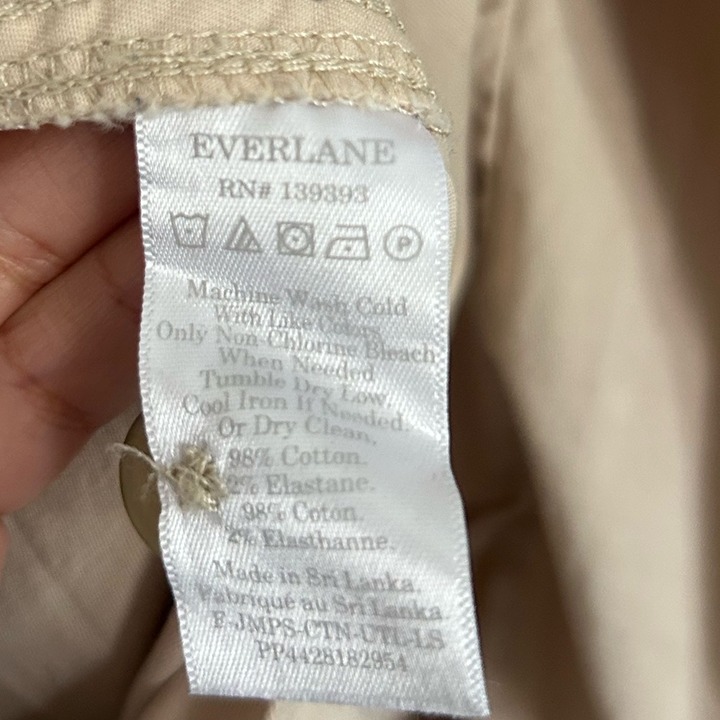 EVERLANE
RN# 139393
P
Machine Wash Cold
With Like Colors
Only Non-Chlorine Bleach
When Needed
Tumble Dry Low,
Cool Iron If Needed.
Or Dry Clean,
98% Cotton.
2% Elastane.
98% Coton.
2% Elasthanne.
Made in Sri Lanka.
Fabriqué au Sri Lanka.
F-JMPS-CTN-UTL-LS
PP4428182954